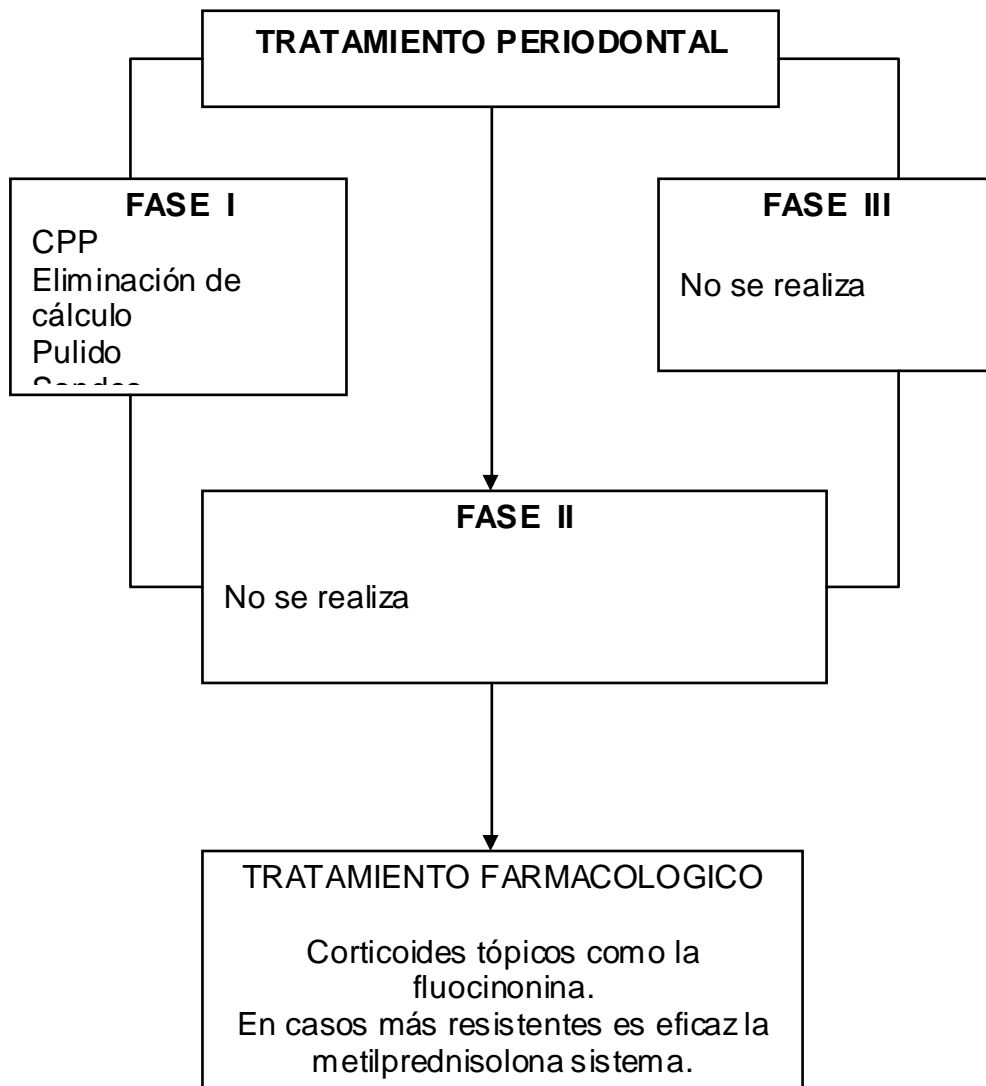 TRATAMIENTO PERIODONTAL
FASE I
CPP
Eliminación de
cálculo
Pulido
FASE III
No se realiza
FASE II
No se realiza
TRATAMIENTO FARMACOLOGICO
Corticoides tópicos como la
fluocinonina.
En casos más resistentes es eficaz la
metilprednisolona sistema.